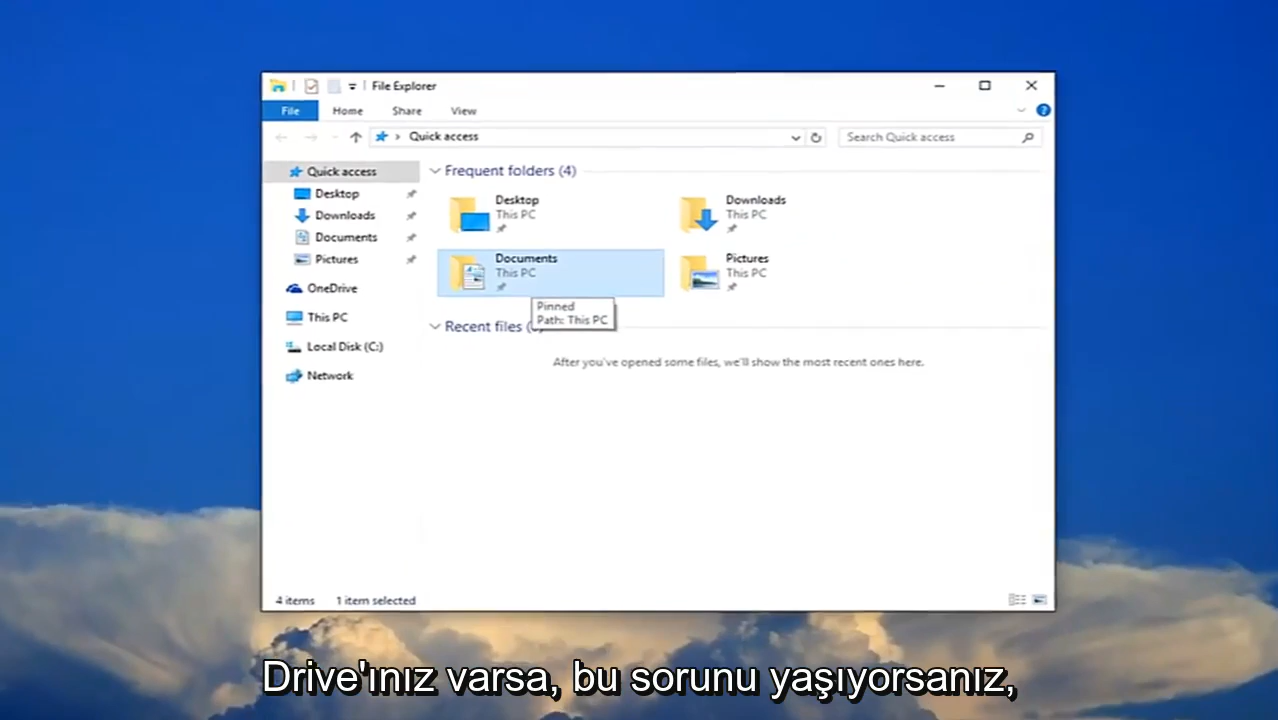 File Explorer
File Home Share View
Quick access
Search Quick access
Quick access
Desktop
Downloads
Documents
Pictures
OneDrive
This PC
Local Disk (C:)
Network
Frequent folders (4)
Desktop
This PC
Downloads
This PC
Documents
This PC
Pictures
This PC
Pinned
Path: This PC
Recent files
After you've opened some files, we'll show the most recent ones here.
4 items 1 item selected
Drive'ınız varsa, bu sorunu yaşıyorsanız,